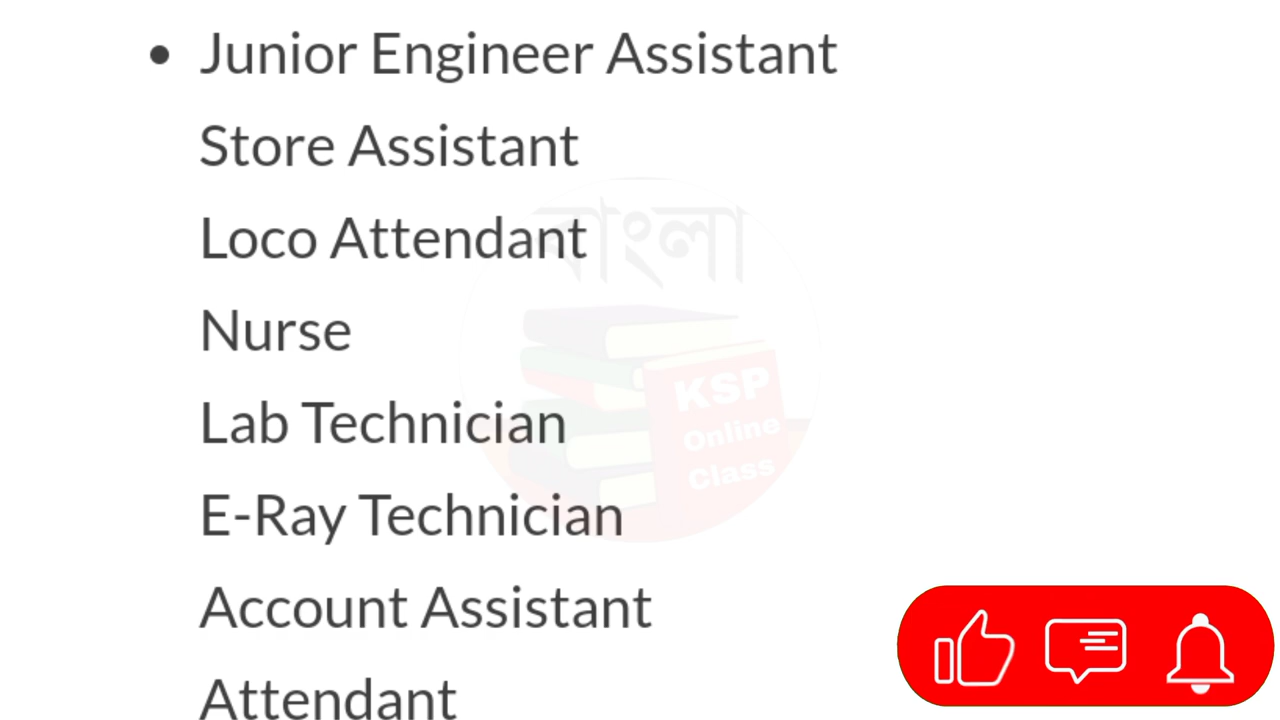 • Junior Engineer Assistant
Store Assistant
Loco Attendant
Nurse
Lab Technician
E-Ray Technician
Account Assistant
Attendant
বাংলা
KSP
Online
Class